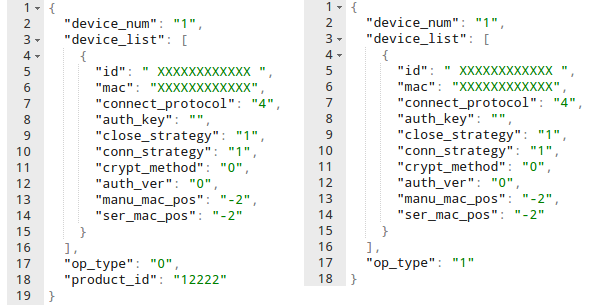 1 {
2 "device_num": "1",
3 "device_list": [
4 {
5 "id": " XXXXXXXXXXXX ",
6 "mac": "XXXXXXXXXXXX",
7 "connect_protocol": "4",
8 "auth_key": "",
9 "close_strategy": "1",
10 "conn_strategy": "1",
11 "crypt_method": "0",
12 "auth_ver": "0",
13 "manu_mac_pos": "-2",
14 "ser_mac_pos": "-2"
15 }
16 ],
17 "op_type": "0",
18 "product_id": "12222"
19 }
1 {
2 "device_num": "1",
3 "device_list": [
4 {
5 "id": " XXXXXXXXXXXX ",
6 "mac": "XXXXXXXXXXXX",
7 "connect_protocol": "4",
8 "auth_key": "",
9 "close_strategy": "1",
10 "conn_strategy": "1",
11 "crypt_method": "0",
12 "auth_ver": "0",
13 "manu_mac_pos": "-2",
14 "ser_mac_pos": "-2"
15 }
16 ],
17 "op_type": "1"
18 }